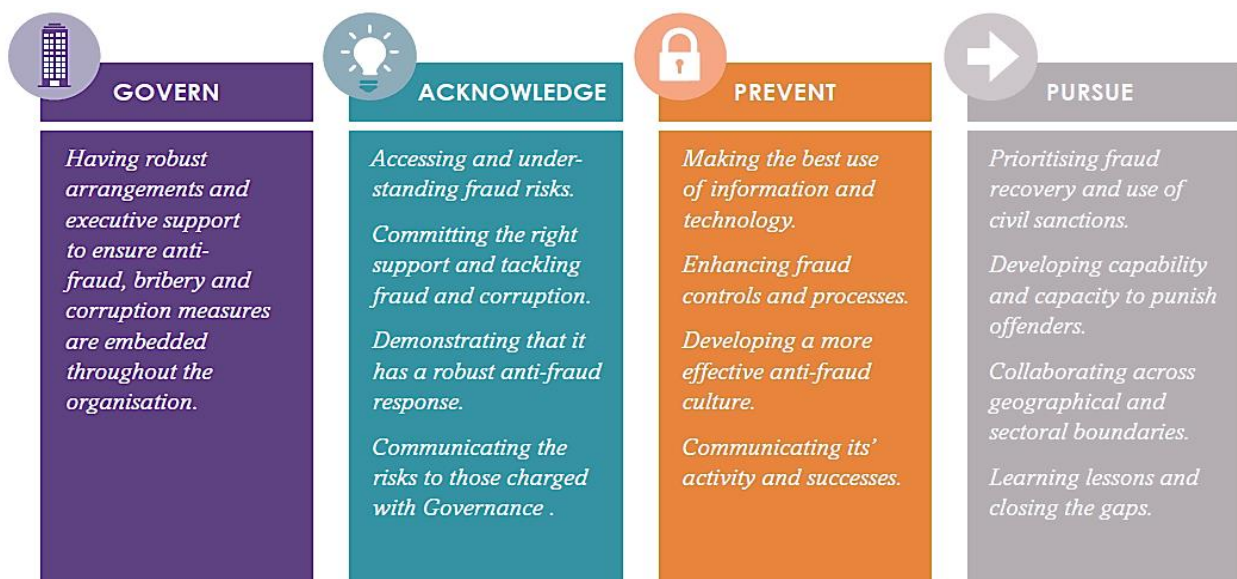 GOVERN
Having robust
arrangements and
executive support
to ensure anti-
fraud, bribery and
corruption measures
are embedded
throughout the
organisation.
ACKNOWLEDGE
Accessing and under-
standing fraud risks.
Committing the right
support and tackling
fraud and corruption.
Demonstrating that it
has a robust anti-fraud
response.
Communicating the
risks to those charged
with Governance .
PREVENT
Making the best use
of information and
technology.
Enhancing fraud
controls and processes.
Developing a more
effective anti-fraud
culture.
Communicating its’
activity and successes.
PURSUE
Prioritising fraud
recovery and use of
civil sanctions.
Developing capability
and capacity to punish
offenders.
Collaborating across
geographical and
sectoral boundaries.
Learning lessons and
closing the gaps.